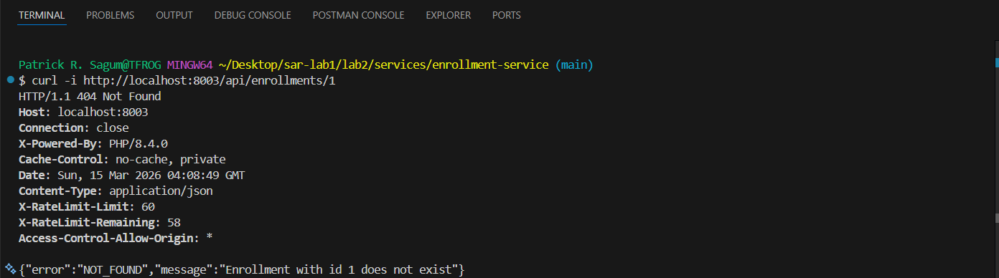 TERMINAL PROBLEMS OUTPUT DEBUG CONSOLE POSTMAN CONSOLE EXPLORER PORTS
Patrick R. Sagum@TFROG MINGW64 ~/Desktop/sar-lab1/lab2/services/enrollment-service (main)
$ curl -i http://localhost:8003/api/enrollments/1
HTTP/1.1 404 Not Found
Host: localhost:8003
Connection: close
X-Powered-By: PHP/8.4.0
Cache-Control: no-cache, private
Date: Sun, 15 Mar 2026 04:08:49 GMT
Content-Type: application/json
X-RateLimit-Limit: 60
X-RateLimit-Remaining: 58
Access-Control-Allow-Origin: *
{"error":"NOT_FOUND","message":"Enrollment with id 1 does not exist"}